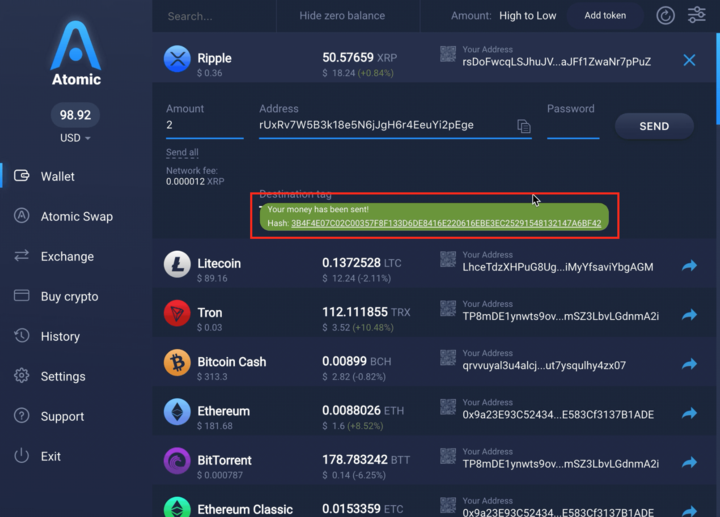 Search...
Hide zero balance
Amount: High to Low
Add token
Atomic
98.92
USD
Wallet
Atomic Swap
Exchange
Buy crypto
History
Settings
Support
Exit
Ripple
$ 0.36
50.57659 XRP
$ 18.24 (+0.84%)
Your Address
rsDoFwcqLSJhuJV...aJFf1ZwaNr7pPuZ
Amount
2
Address
rUxRv7W5B3k18e5N6jJgH6r4EeuYi2pEge
Password
SEND
Send all
Network fee:
0.000012 XRP
Destination tag
Your money has been sent!
Hash: 3B4F4E07C02C00357F8F133D6DE8416E220616EBE3EC25291548132147A6BF42
Litecoin
$ 89.16
0.1372528 LTC
$ 12.24 (-2.11%)
Your Address
LhceTdzXHPuG8Ug...iMyYfsaviYbgAGM
Tron
$ 0.03
112.111855 TRX
$ 3.52 (+10.48%)
Your Address
TP8mDE1ynwts9ov...mSZ3LbvLGdnmA2i
Bitcoin Cash
$ 313.3
0.00899 BCH
$ 2.82 (-0.82%)
Your Address
qrvvuyal3u4alcj...ut7ysqulhy4zx07
Ethereum
$ 181.68
0.0088026 ETH
$ 1.6 (+8.52%)
Your Address
0x9a23E93C52434...E583Cf3137B1ADE
BitTorrent
$ 0.000787
178.783242 BTT
$ 0.14 (-6.25%)
Your Address
TP8mDE1ynwts9ov...mSZ3LbvLGdnmA2i
Ethereum Classic
0.0153359 ETC
Your Address
0x9a23E93C52434...E583Cf3137B1ADE